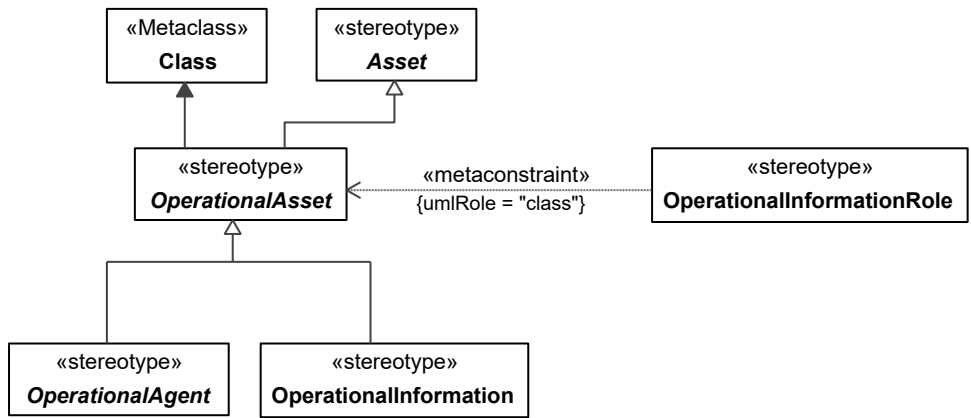 «Metaclass»
Class
«stereotype»
Asset
«stereotype»
OperationalAsset
«metaconstraint»
{umlRole = "class"}
«stereotype»
OperationalInformationRole
«stereotype»
OperationalAgent
«stereotype»
OperationalInformation